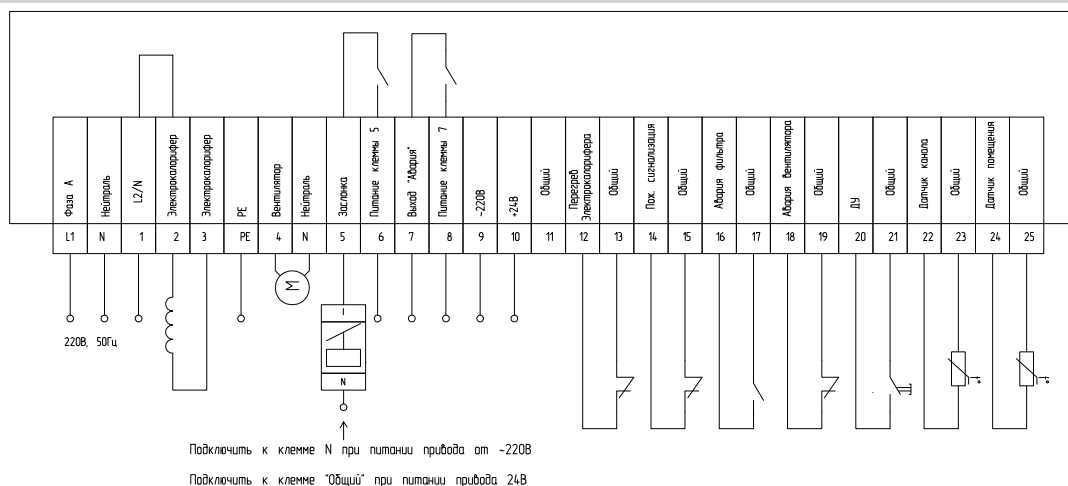 Фаза А
Нейтраль
L2/N
Электрокалорифер
Электрокалорифер
PE
Вентилятор
Нейтраль
Заслонка
Питание клеммы 5
Выход "Авария"
Питание клеммы 7
~220В
+24В
Общий
Перегрев
Электрокалорифера
Общий
Пож. сигнализация
Общий
Авария фильтра
Общий
Авария вентилятора
Общий
ДУ
Общий
Датчик канала
Общий
Датчик помещения
Общий
L1 N 1 2 3 PE 4 N 5 6 7 8 9 10 11 12 13 14 15 16 17 18 19 20 21 22 23 24 25
M
I
N
220В, 50Гц
t°
t°
Подключить к клемме N при питании привода от ~220В
Подключить к клемме "Общий" при питании привода 24В